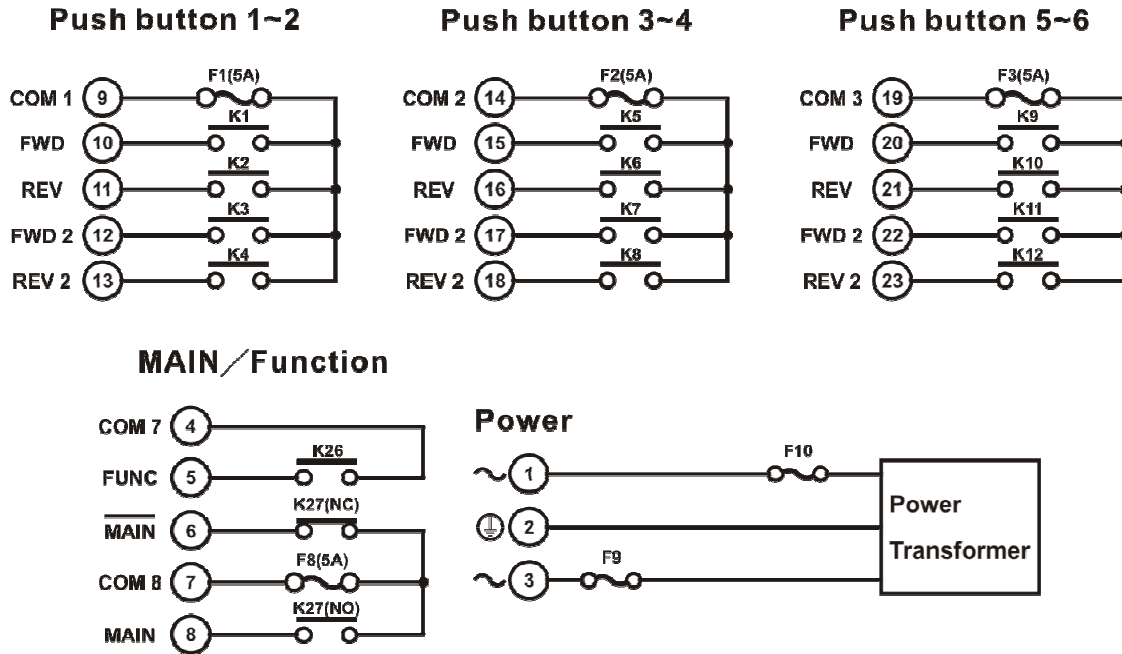 Push button 1~2
COM 1 9 F1(5A)
FWD 10 K1
REV 11 K2
FWD 2 12 K3
REV 2 13 K4
Push button 3~4
COM 2 14 F2(5A)
FWD 15 K5
REV 16 K6
FWD 2 17 K7
REV 2 18 K8
Push button 5~6
COM 3 19 F3(5A)
FWD 20 K9
REV 21 K10
FWD 2 22 K11
REV 2 23 K12
MAIN／Function
COM 7 4
FUNC 5 K26
MAIN 6 K27(NC)
COM 8 7 F8(5A)
MAIN 8 K27(NO)
Power
~ 1 F10
2
~ 3 F9
Power
Transformer